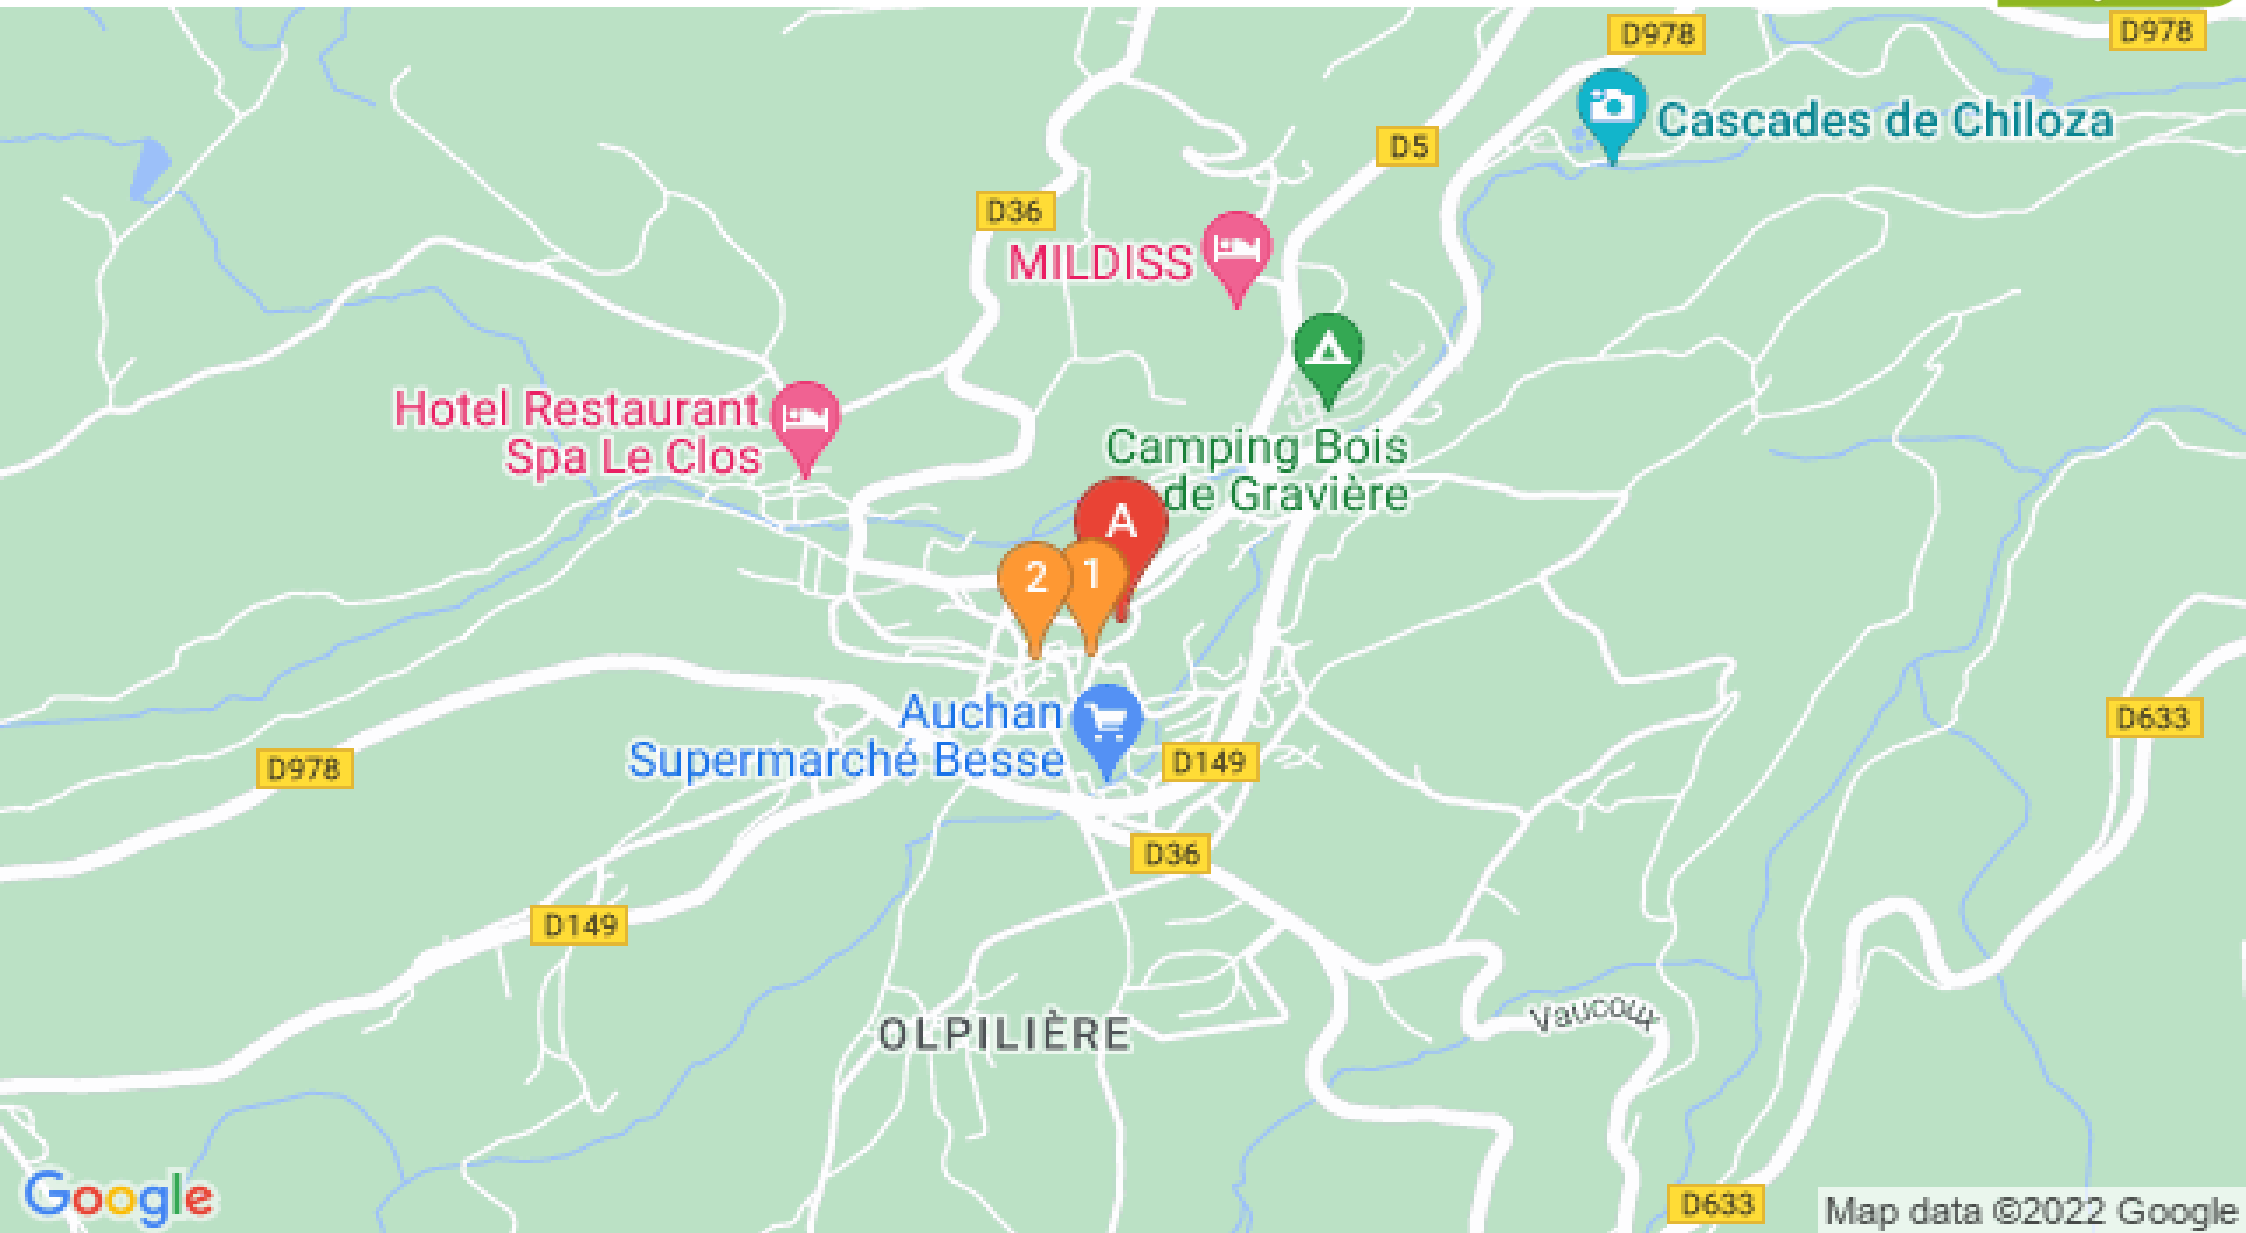 D978
D978
Cascades de Chiloza
D5
D36
MILDISS
Hotel Restaurant
Spa Le Clos
Camping Bois
de Gravière
A
2
1
Auchan
Supermarché Besse
D149
D633
D978
D36
D149
OLPILIÈRE
Google
D633
Map data ©2022 Google